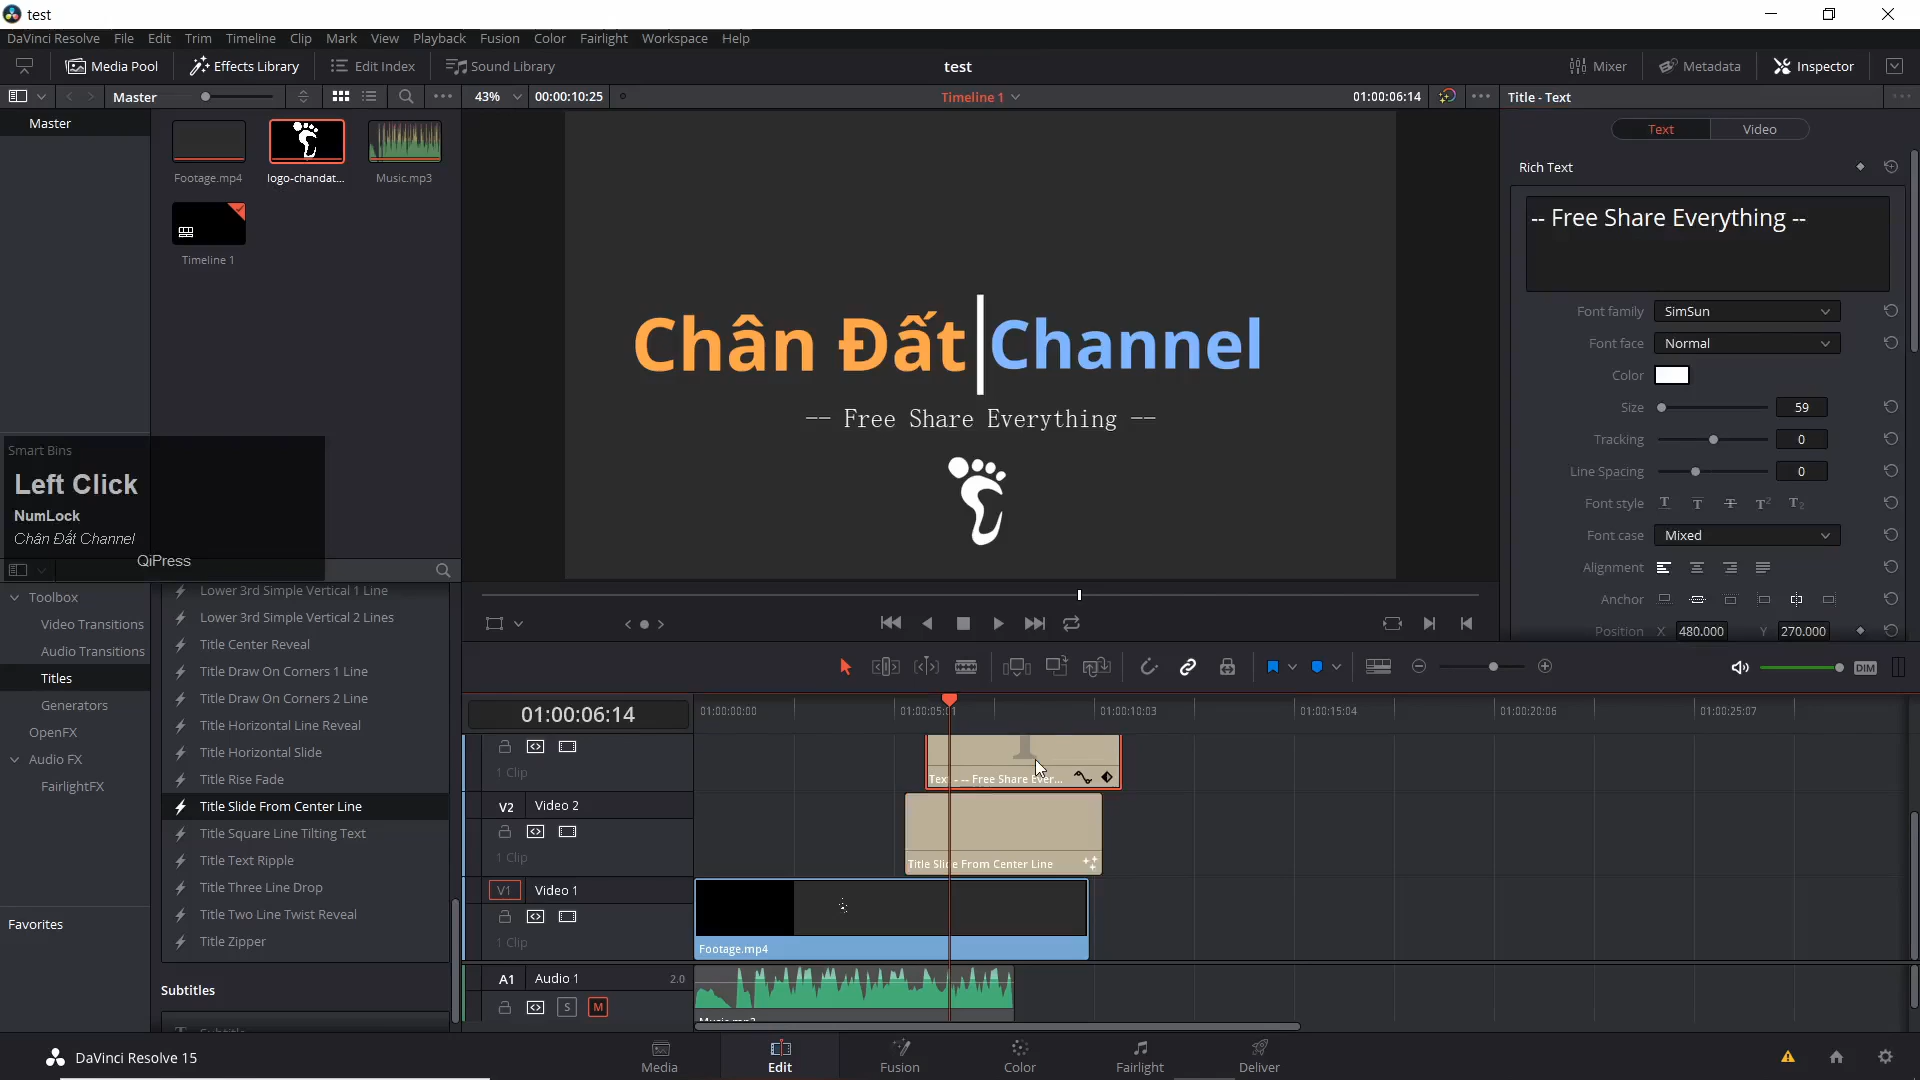 test
DaVinci Resolve File Edit Trim Timeline Clip Mark View Playback Fusion Color Fairlight Workspace Help
Media Pool Effects Library Edit Index Sound Library test Mixer Metadata Inspector
Master 43% 00:00:10:25 Timeline 1 01:00:06:14 Title - Text
Master
Footage.mp4 logo-chandat... Music.mp3
Timeline 1
Text Video
Rich Text
-- Free Share Everything --
Font family SimSun
Font face Normal
Color
Size 59
Tracking 0
Line Spacing 0
Font style
Font case Mixed
Alignment
Anchor
Position X 480.000 Y 270.000
Chân Đất Channel
-- Free Share Everything --
Smart Bins
Left Click
NumLock
Chân Đất Channel
QiPress
Toolbox
Video Transitions
Audio Transitions
Titles
Generators
OpenFX
Audio FX
FairlightFX
Favorites
Lower 3rd Simple Vertical 1 Line
Lower 3rd Simple Vertical 2 Lines
Title Center Reveal
Title Draw On Corners 1 Line
Title Draw On Corners 2 Line
Title Horizontal Line Reveal
Title Horizontal Slide
Title Rise Fade
Title Slide From Center Line
Title Square Line Tilting Text
Title Text Ripple
Title Three Line Drop
Title Two Line Twist Reveal
Title Zipper
Subtitles
DIM
01:00:06:14 01:00:00:00 01:00:05:01 01:00:10:03 01:00:15:04 01:00:20:06 01:00:25:07
1 Clip
Text - -- Free Share Ever...
V2 Video 2
1 Clip
Title Slide From Center Line
V1 Video 1
1 Clip
Footage.mp4
A1 Audio 1 2.0
S M
DaVinci Resolve 15
Media Edit Fusion Color Fairlight Deliver